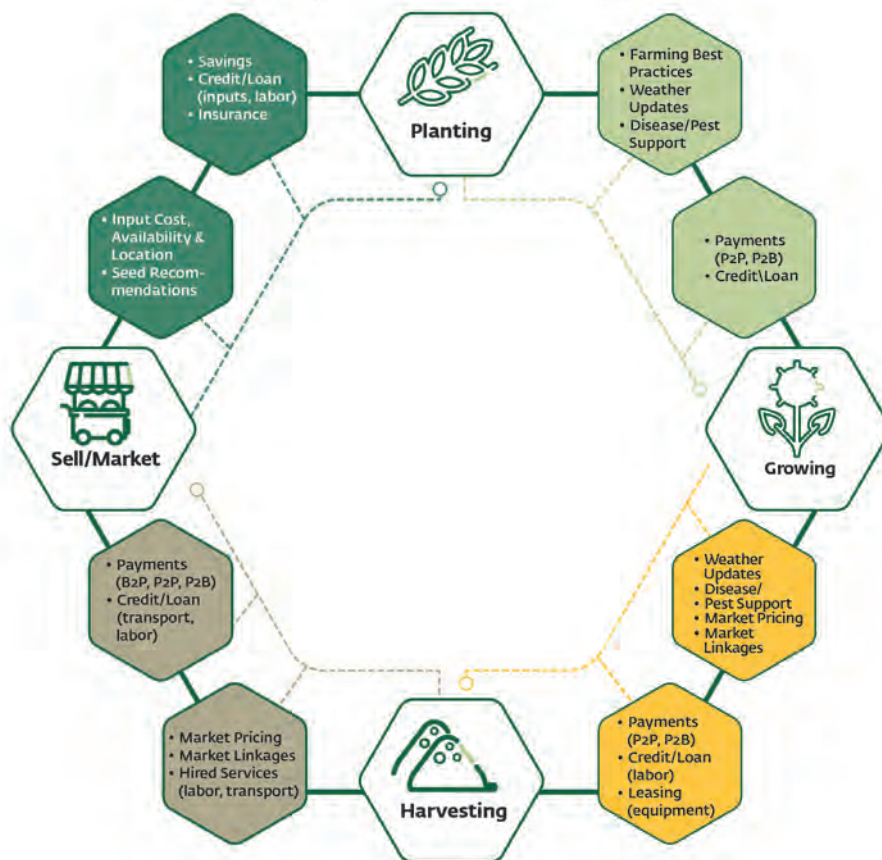 • Savings
• Credit/Loan
(inputs, labor)
• Insurance
Planting
• Farming Best
Practices
• Weather
Updates
• Disease/Pest
Support
• Input Cost,
Availability &
Location
• Seed Recom-
mendations
• Payments
(P2P, P2B)
• Credit\Loan
Sell/Market
Growing
• Payments
(B2P, P2P, P2B)
• Credit/Loan
(transport,
labor)
• Weather
Updates
• Disease/
• Pest Support
• Market Pricing
• Market
Linkages
• Market Pricing
• Market Linkages
• Hired Services
(labor, transport)
Harvesting
• Payments
(P2P, P2B)
• Credit/Loan
(labor)
• Leasing
(equipment)